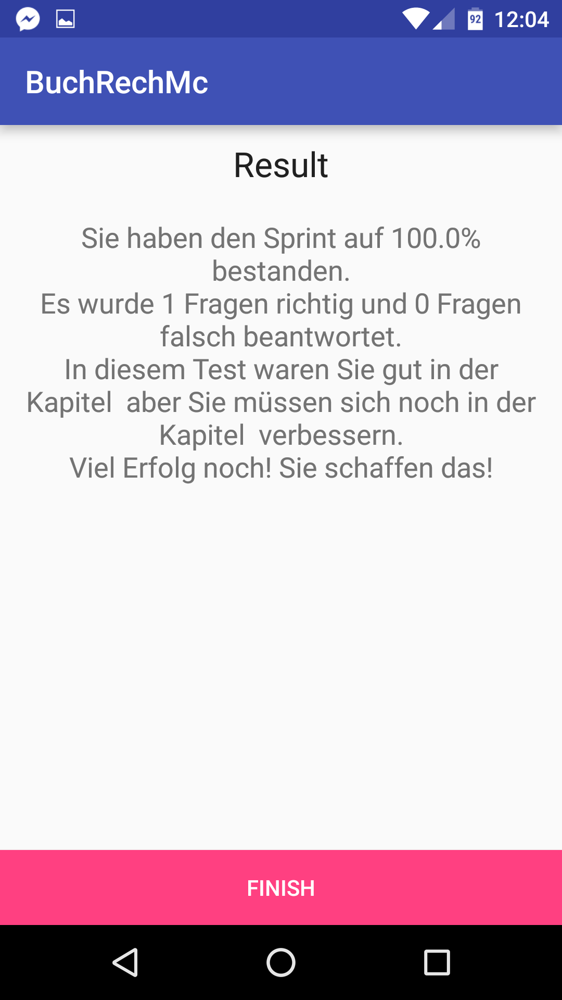 92 12:04
BuchRechMc
Result
Sie haben den Sprint auf 100.0%
bestanden.
Es wurde 1 Fragen richtig und 0 Fragen
falsch beantwortet.
In diesem Test waren Sie gut in der
Kapitel  aber Sie müssen sich noch in der
Kapitel  verbessern.
Viel Erfolg noch! Sie schaffen das!
FINISH